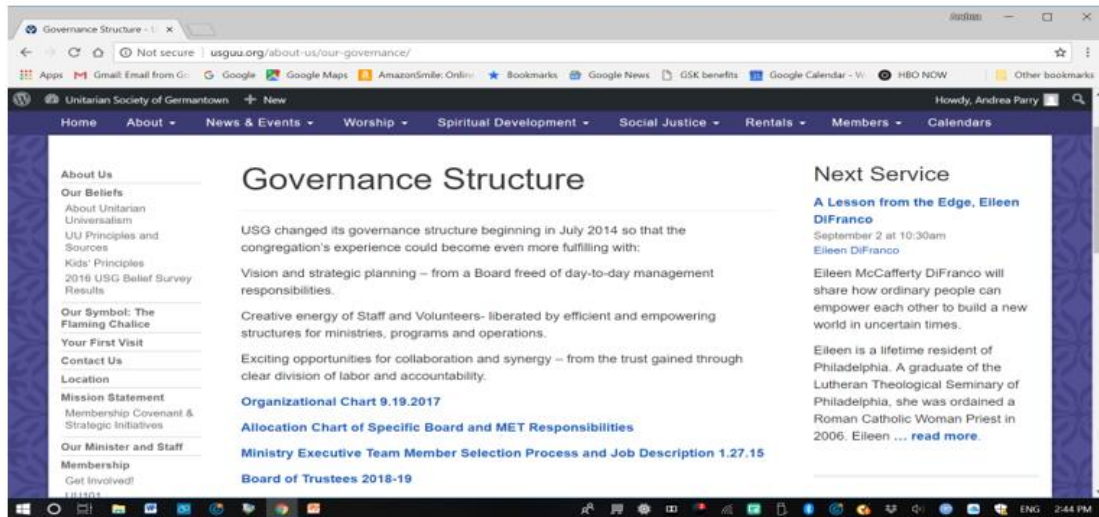 Andrea
Governance Structure - U
Not secure usguu.org/about-us/our-governance/
Apps Gmail: Email from Go Google Google Maps AmazonSmile: Online Bookmarks Google News GSK benefits Google Calendar - W HBO NOW Other bookmarks
Unitarian Society of Germantown + New Howdy, Andrea Parry
Home About News & Events Worship Spiritual Development Social Justice Rentals Members Calendars
About Us
Our Beliefs
About Unitarian
Universalism
UU Principles and
Sources
Kids' Principles
2016 USG Belief Survey
Results
Our Symbol: The
Flaming Chalice
Your First Visit
Contact Us
Location
Mission Statement
Membership Covenant &
Strategic Initiatives
Our Minister and Staff
Membership
Get Involved!
UU101
Governance Structure
USG changed its governance structure beginning in July 2014 so that the
congregation's experience could become even more fulfilling with:
Vision and strategic planning – from a Board freed of day-to-day management
responsibilities.
Creative energy of Staff and Volunteers- liberated by efficient and empowering
structures for ministries, programs and operations.
Exciting opportunities for collaboration and synergy – from the trust gained through
clear division of labor and accountability.
Organizational Chart 9.19.2017
Allocation Chart of Specific Board and MET Responsibilities
Ministry Executive Team Member Selection Process and Job Description 1.27.15
Board of Trustees 2018-19
Next Service
A Lesson from the Edge, Eileen
DiFranco
September 2 at 10:30am
Eileen DiFranco
Eileen McCafferty DiFranco will
share how ordinary people can
empower each other to build a new
world in uncertain times.
Eileen is a lifetime resident of
Philadelphia. A graduate of the
Lutheran Theological Seminary of
Philadelphia, she was ordained a
Roman Catholic Woman Priest in
2006. Eileen ... read more.
ENG 2:44 PM